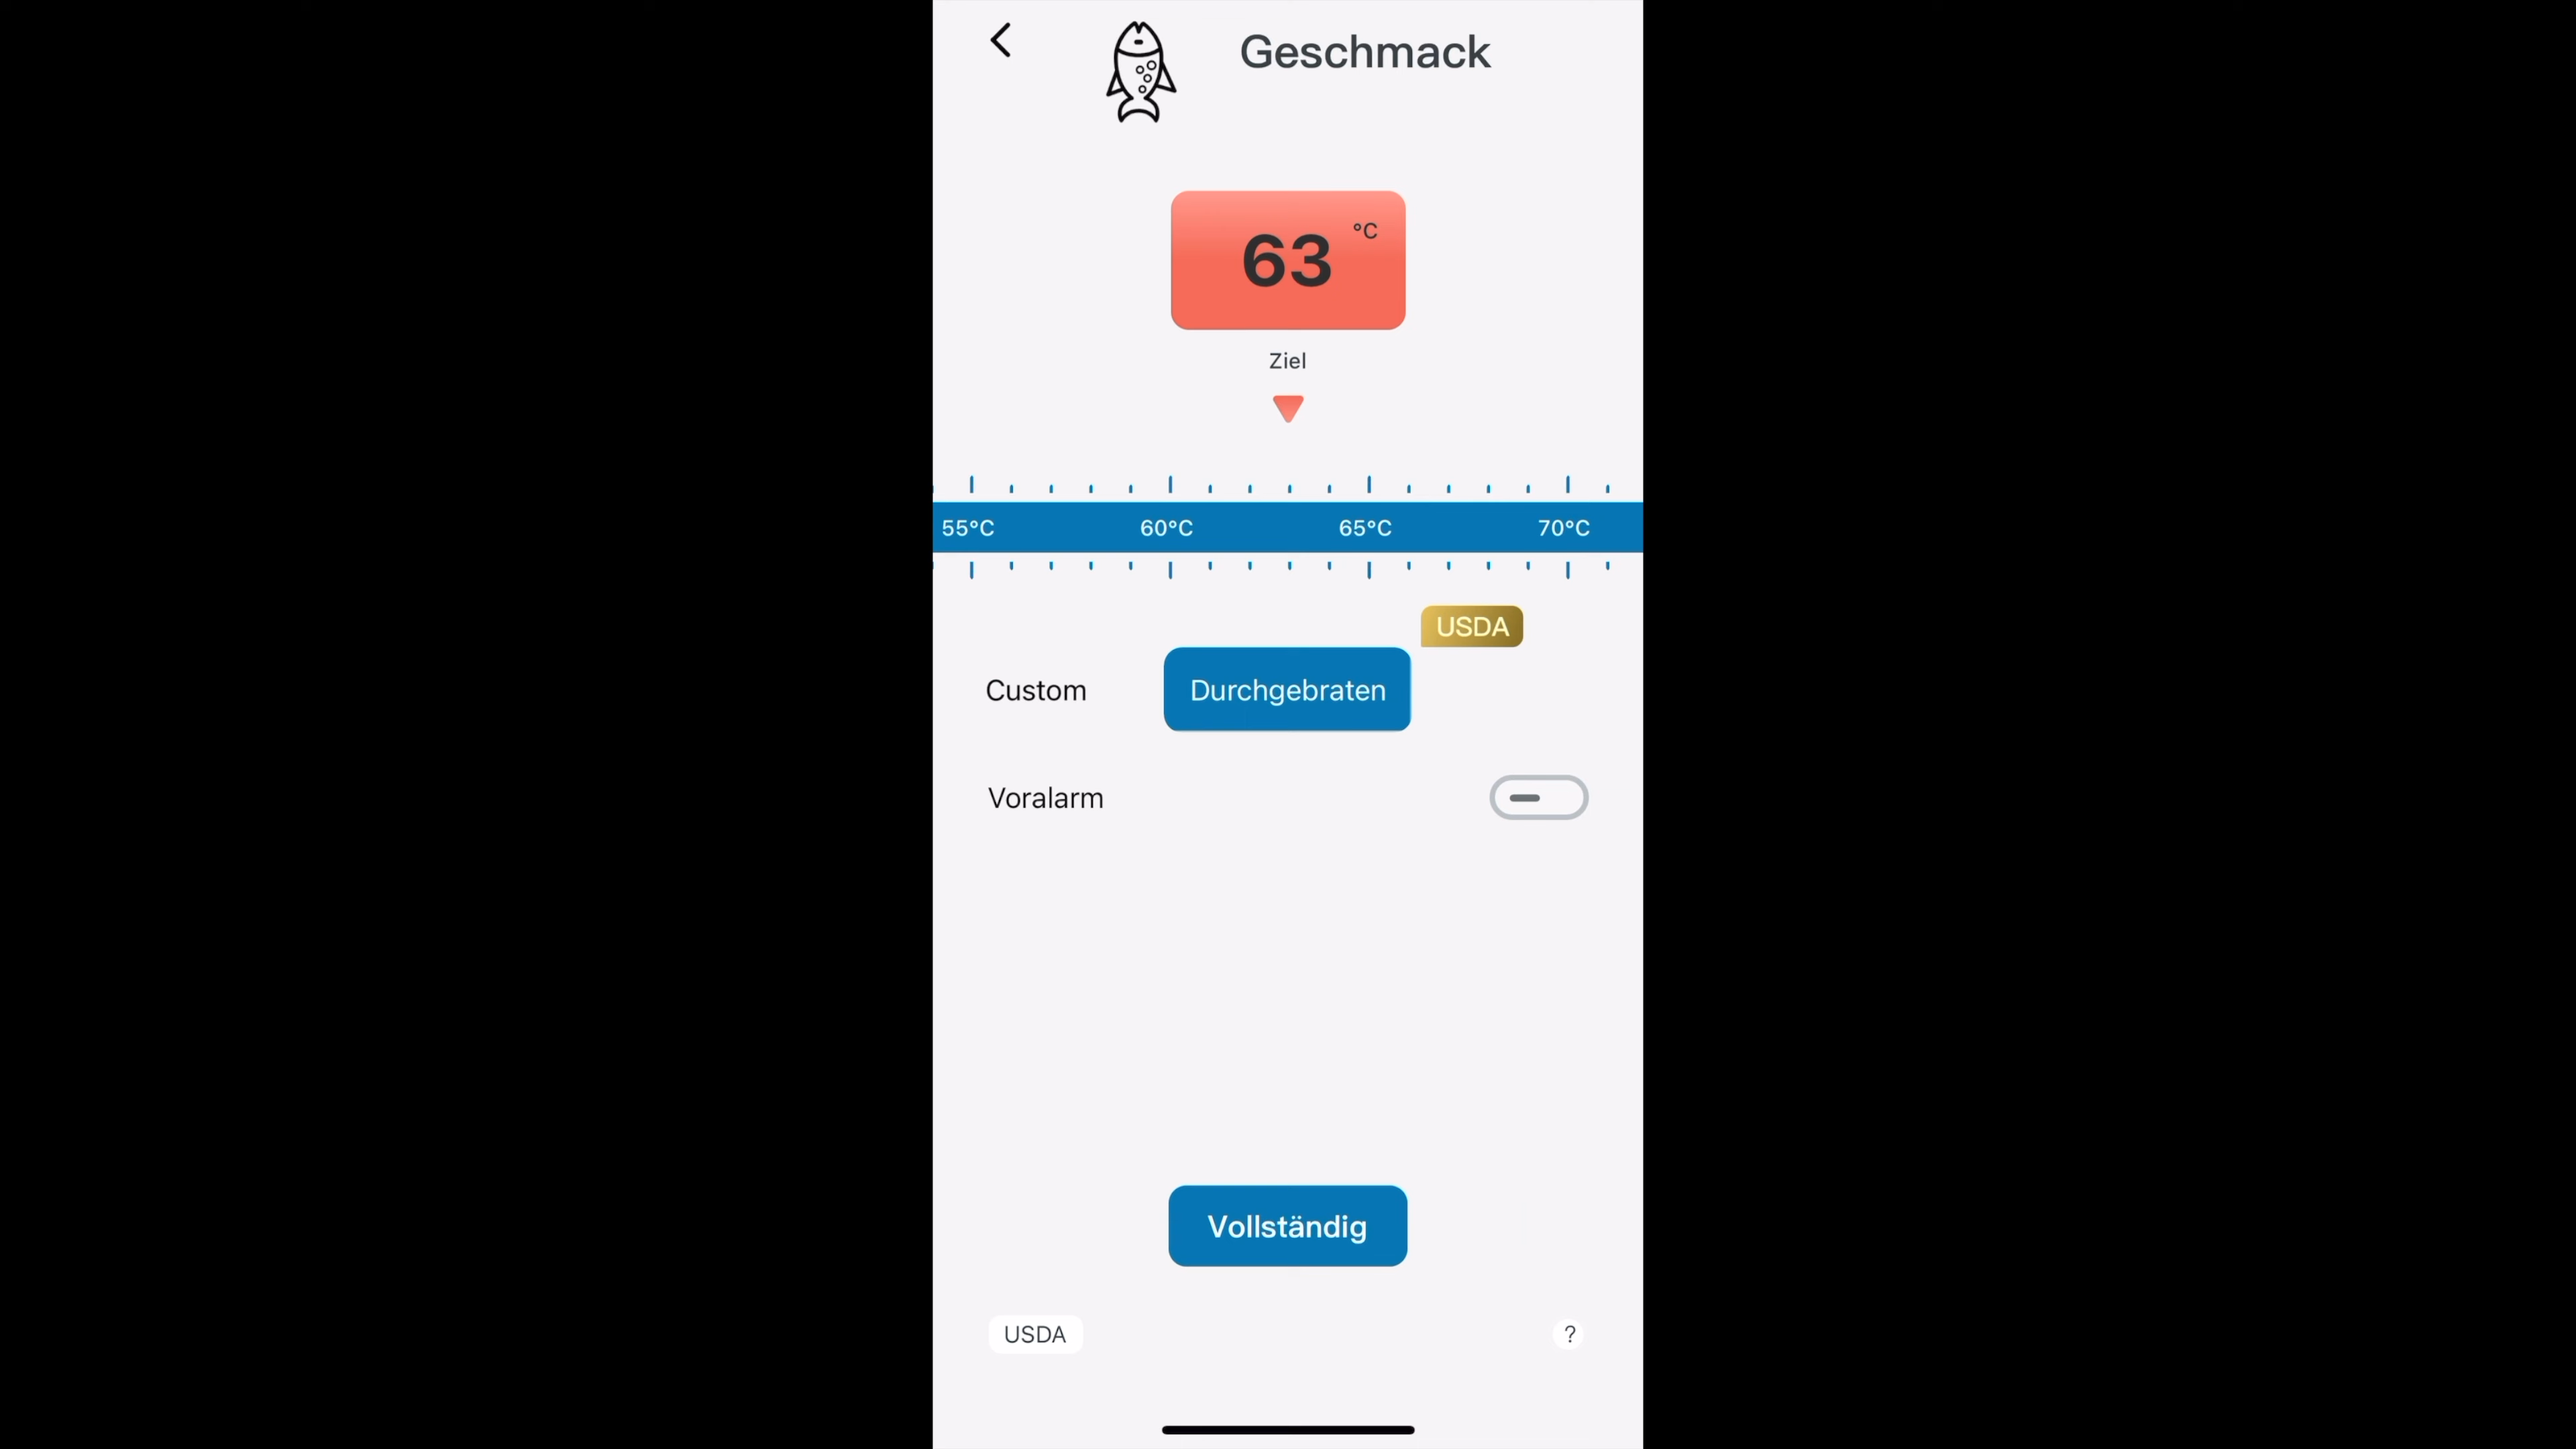 Geschmack
63 °C
Ziel
55°C 60°C 65°C 70°C
USDA
Custom Durchgebraten
Voralarm
Vollständig
USDA ?